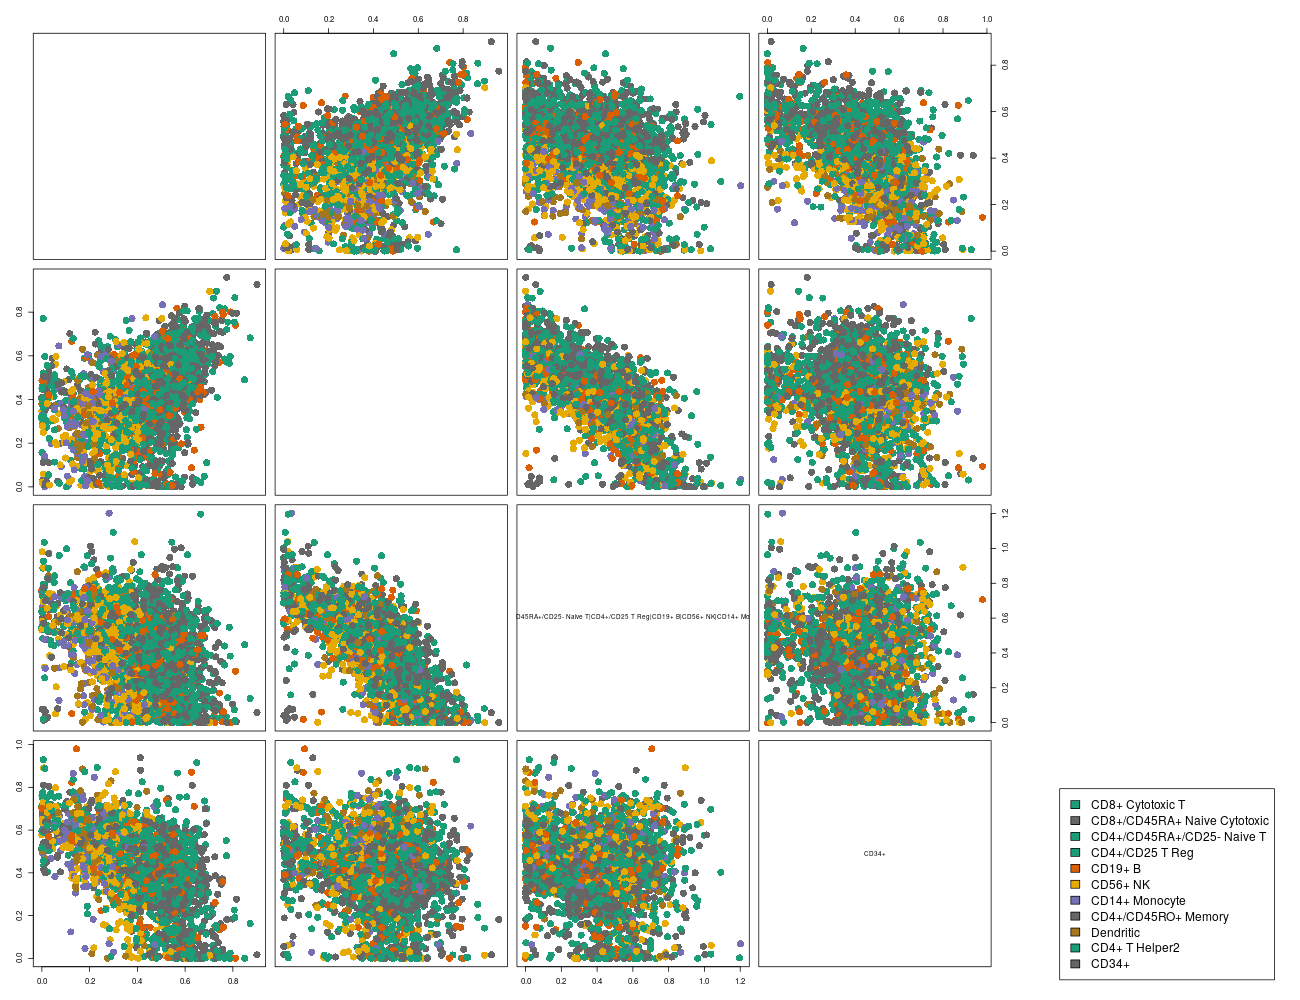 0.0 0.2 0.4 0.6 0.8
0.0 0.2 0.4 0.6 0.8 1.0
0.0 0.2 0.4 0.6 0.8
0.0 0.2 0.4 0.6 0.8
D45RA+/CD25- Naive T|CD4+/CD25 T Reg|CD19+ B|CD56+ NK|CD14+ Mo
0.0 0.2 0.4 0.6 0.8 1.0 1.2
CD34+
0.0 0.2 0.4 0.6 0.8 1.0
0.0 0.2 0.4 0.6 0.8
0.0 0.2 0.4 0.6 0.8 1.0 1.2
CD8+ Cytotoxic T
CD8+/CD45RA+ Naive Cytotoxic
CD4+/CD45RA+/CD25- Naive T
CD4+/CD25 T Reg
CD19+ B
CD56+ NK
CD14+ Monocyte
CD4+/CD45RO+ Memory
Dendritic
CD4+ T Helper2
CD34+